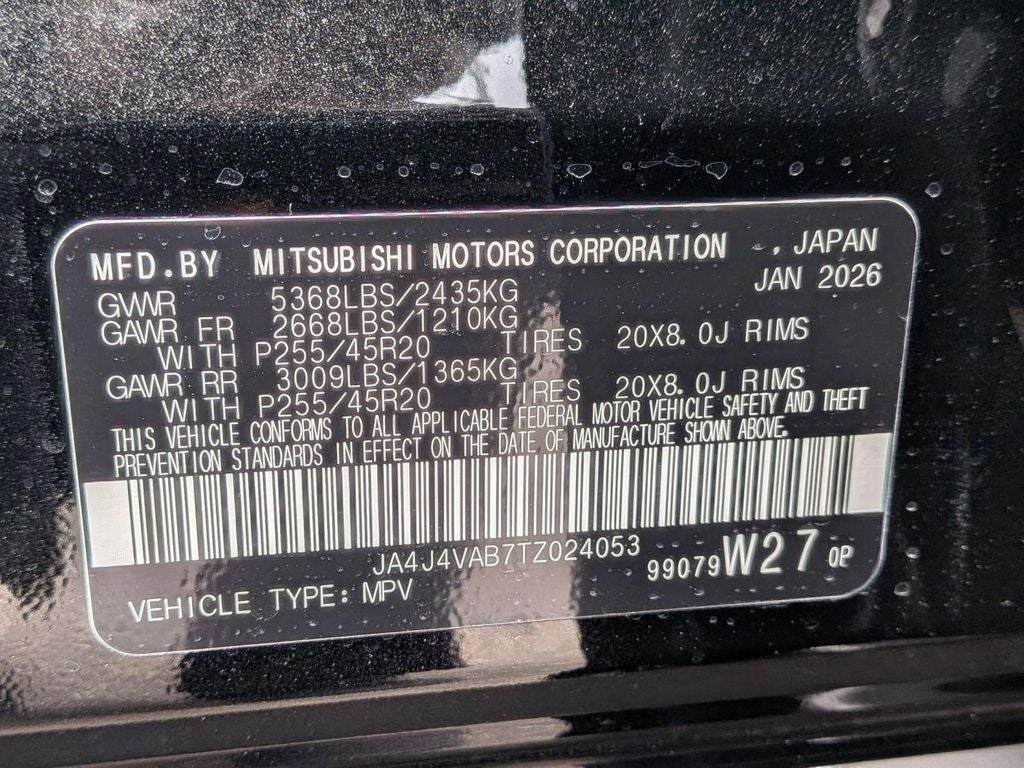 MFD.BY MITSUBISHI MOTORS CORPORATION , JAPAN
JAN 2026
GWWR 5368LBS/2435KG
GAWR FR 2668LBS/1210KG
WITH P255/45R20 TIRES 20X8.0J RIMS
GAWR RR 3009LBS/1365KG
WITH P255/45R20 TIRES 20X8.0J RIMS
THIS VEHICLE CONFORMS TO ALL APPLICABLE FEDERAL MOTOR VEHICLE SAFETY AND THEFT
PREVENTION STANDARDS IN EFFECT ON THE DATE OF MANUFACTURE SHOWN ABOVE.
JA4J4VAB7TZ024053
99079 W27 0P
VEHICLE TYPE: MPV